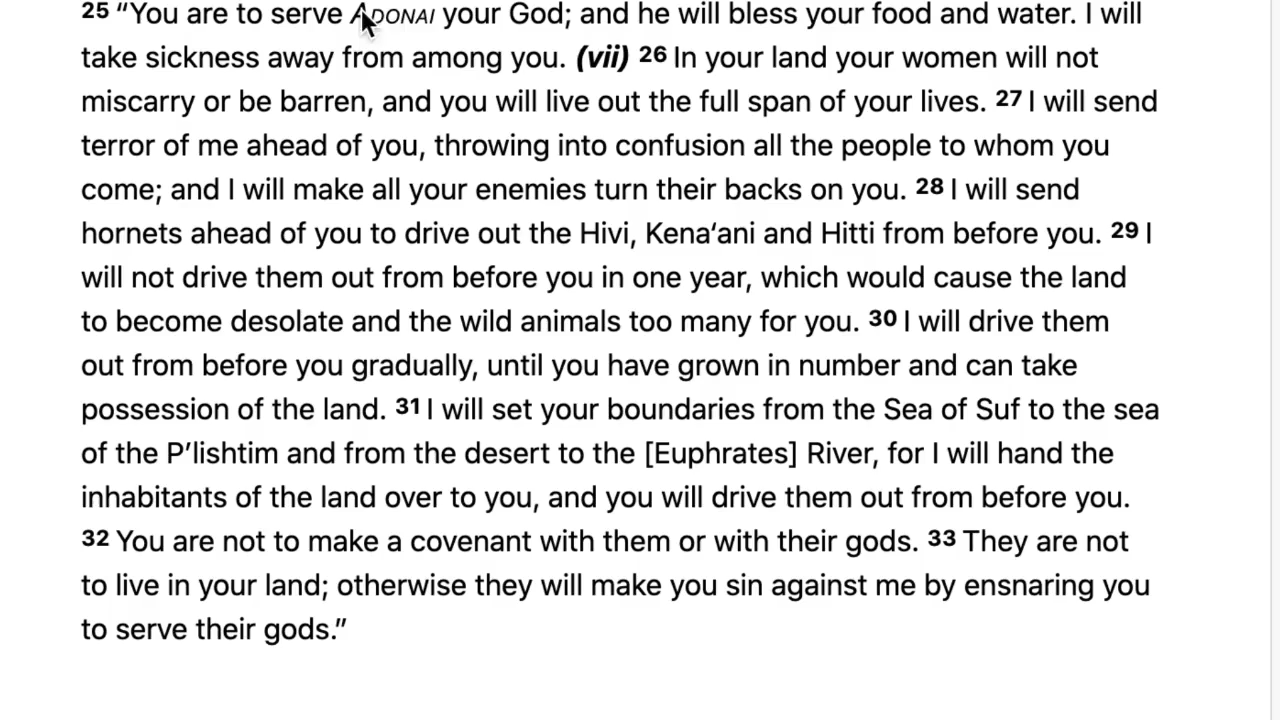 25 “You are to serve ADONAI your God; and he will bless your food and water. I will
take sickness away from among you. (vii) 26 In your land your women will not
miscarry or be barren, and you will live out the full span of your lives. 27 I will send
terror of me ahead of you, throwing into confusion all the people to whom you
come; and I will make all your enemies turn their backs on you. 28 I will send
hornets ahead of you to drive out the Hivi, Kena‘ani and Hitti from before you. 29 I
will not drive them out from before you in one year, which would cause the land
to become desolate and the wild animals too many for you. 30 I will drive them
out from before you gradually, until you have grown in number and can take
possession of the land. 31 I will set your boundaries from the Sea of Suf to the sea
of the P’lishtim and from the desert to the [Euphrates] River, for I will hand the
inhabitants of the land over to you, and you will drive them out from before you.
32 You are not to make a covenant with them or with their gods. 33 They are not
to live in your land; otherwise they will make you sin against me by ensnaring you
to serve their gods.”